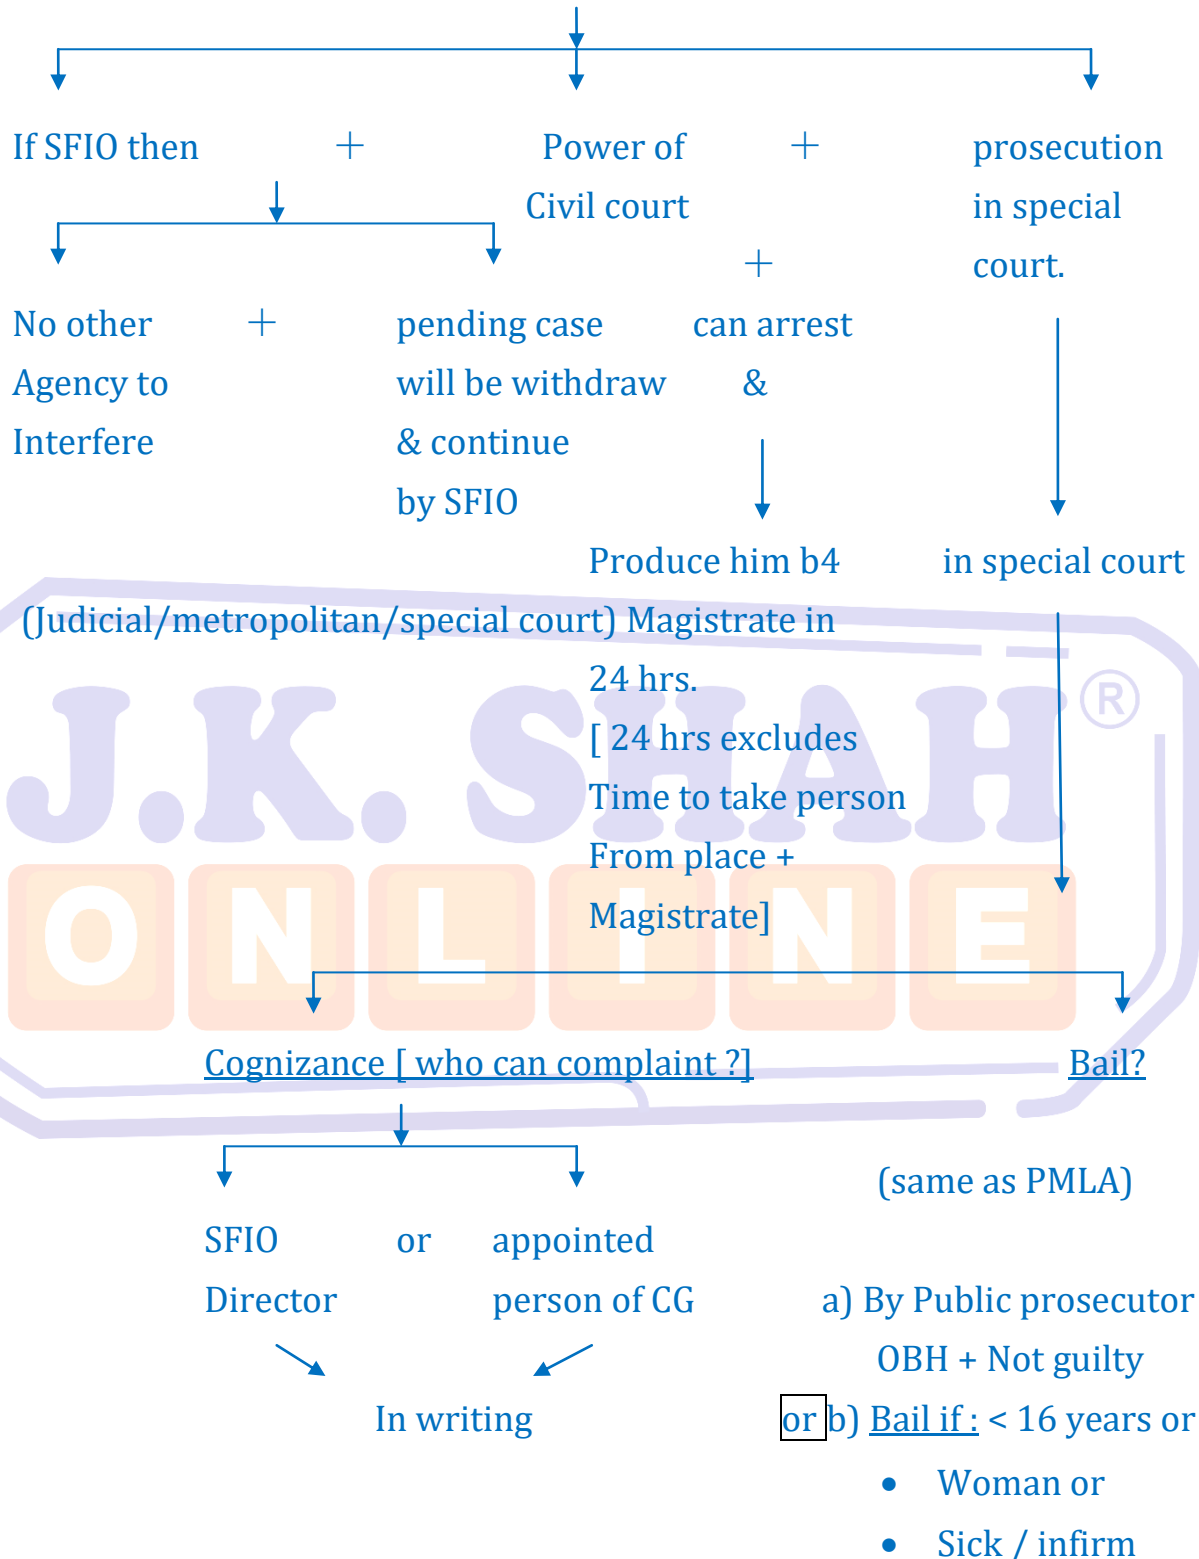 If SFIO then + Power of + prosecution
Civil court in special
+ court.
No other + pending case can arrest
Agency to will be withdraw &
Interfere & continue
by SFIO
Produce him b4 in special court
(Judicial/metropolitan/special court) Magistrate in
24 hrs.
[ 24 hrs excludes
Time to take person
From place +
Magistrate]
J.K. SHAH®
ONLINE
Cognizance [ who can complaint ?] Bail?
(same as PMLA)
SFIO or appointed
Director person of CG a) By Public prosecutor
OBH + Not guilty
In writing or b) Bail if : < 16 years or
• Woman or
• Sick / infirm